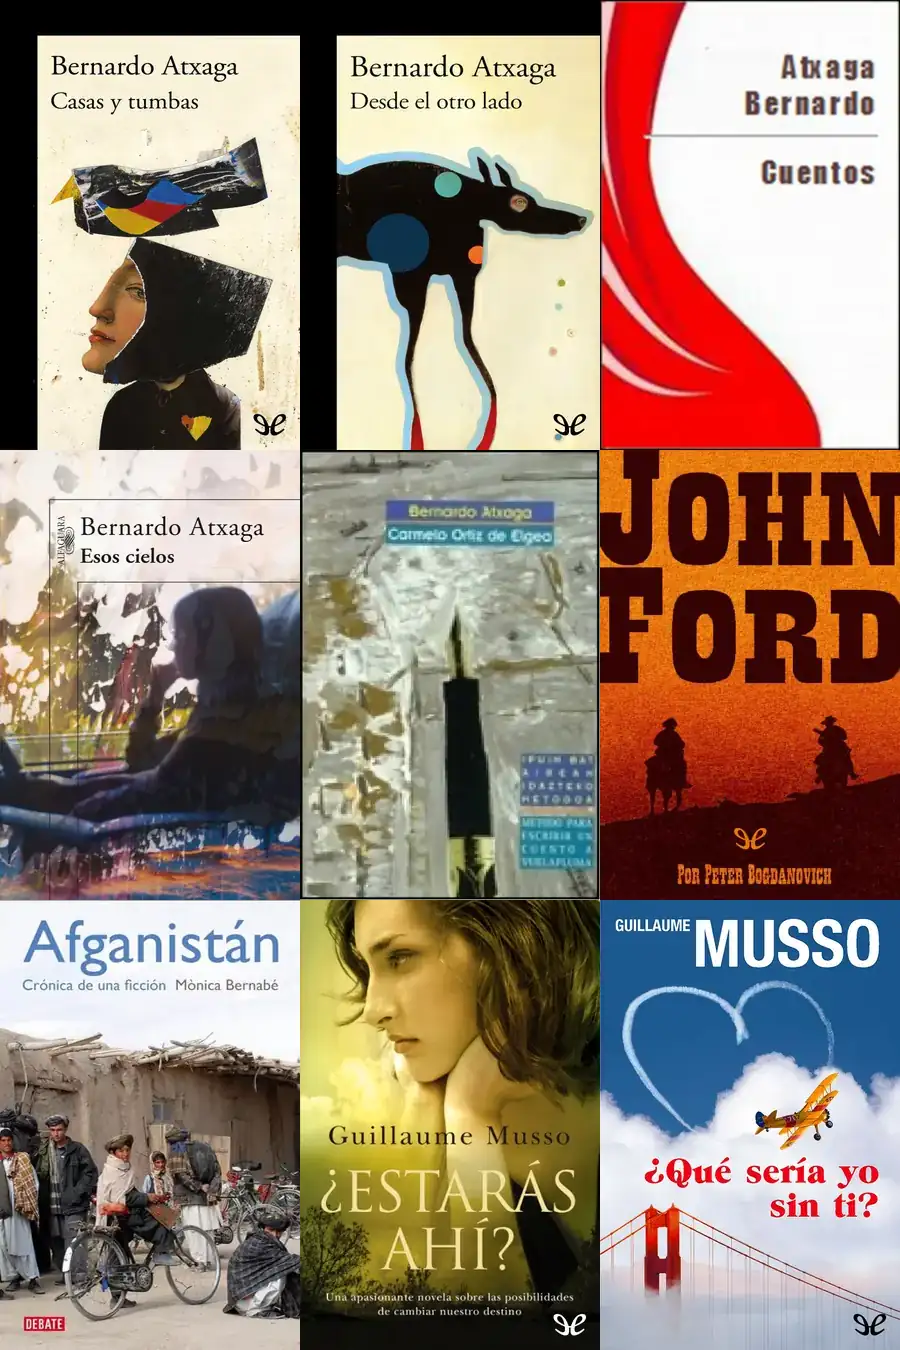 Bernardo Atxaga
Casas y tumbas
Bernardo Atxaga
Desde el otro lado
Atxaga
Bernardo
Cuentos
ALFAGUARA
Bernardo Atxaga
Esos cielos
Bernardo Atxaga
Carmelo Ortiz de Elgea
IPUIN BAT
AIREAN
IDAZTEKO
METODOA
METODO PARA
ESCRIBIR UN
CUENTO A
VUELAPLUMA
JOHN
FORD
POR PETER BOGDANOVICH
Afganistán
Crónica de una ficción Mònica Bernabé
DEBATE
Guillaume Musso
¿ESTARÁS
AHÍ?
Una apasionante novela sobre las posibilidades
de cambiar nuestro destino
GUILLAUME MUSSO
¿Qué sería yo
sin ti?